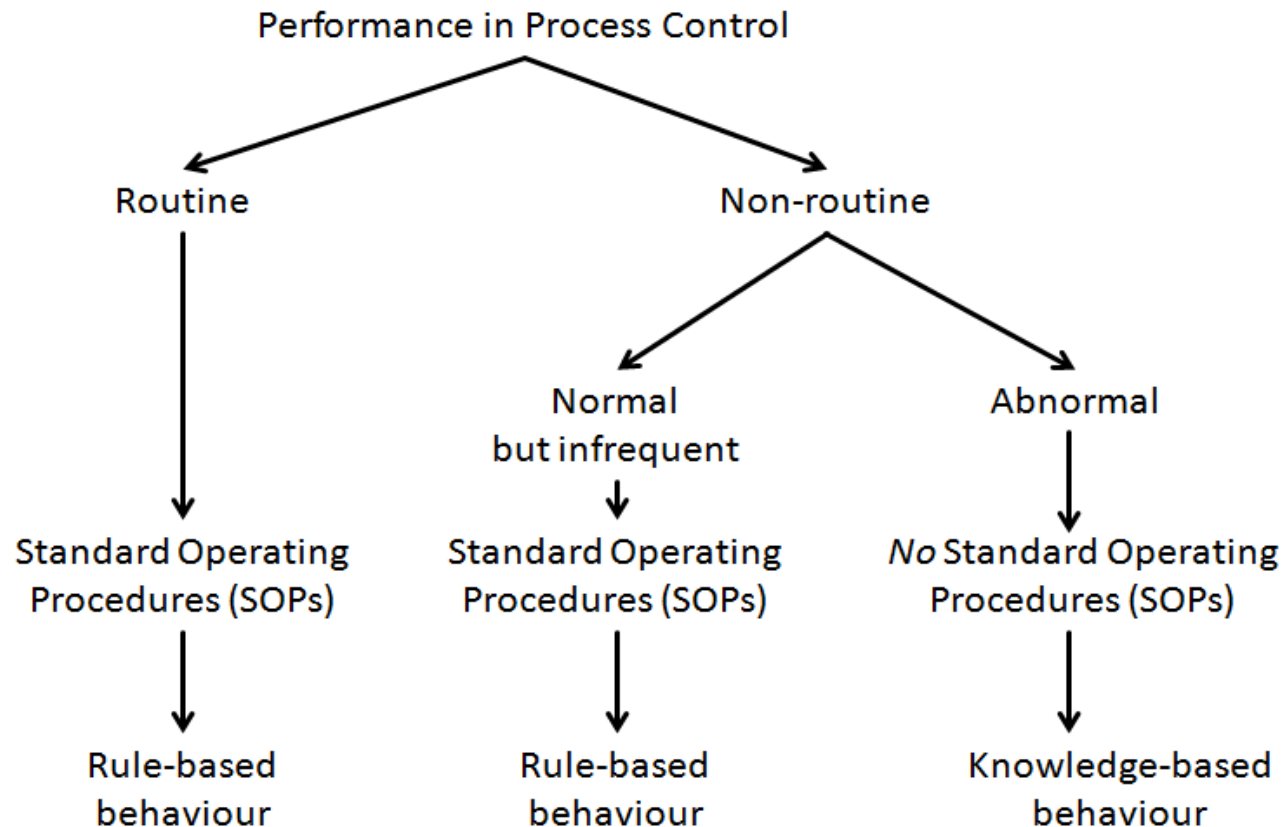 Performance in Process Control
Routine
Non-routine
Normal
but infrequent
Abnormal
Standard Operating
Procedures (SOPs)
Standard Operating
Procedures (SOPs)
No Standard Operating
Procedures (SOPs)
Rule-based
behaviour
Rule-based
behaviour
Knowledge-based
behaviour